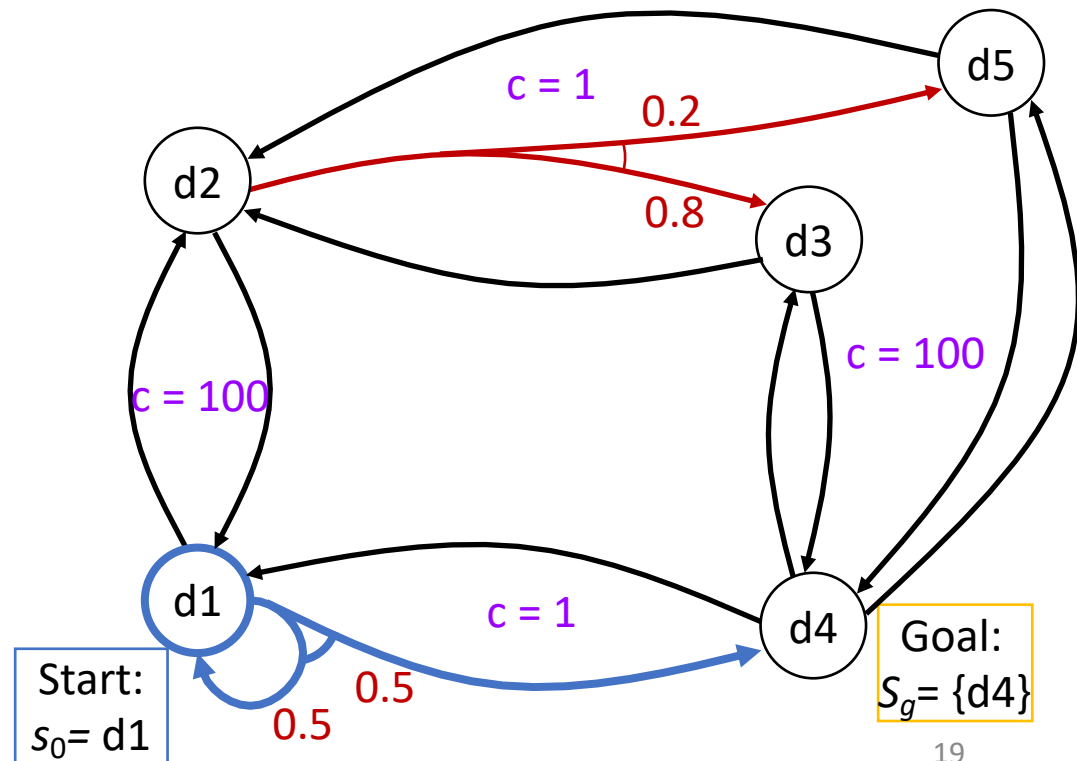 d5
c = 1
0.2
d2
0.8
d3
c = 100
c = 100
d1
c = 1
d4
0.5
0.5
Start:
s₀= d1
Goal:
S_g= {d4}
19